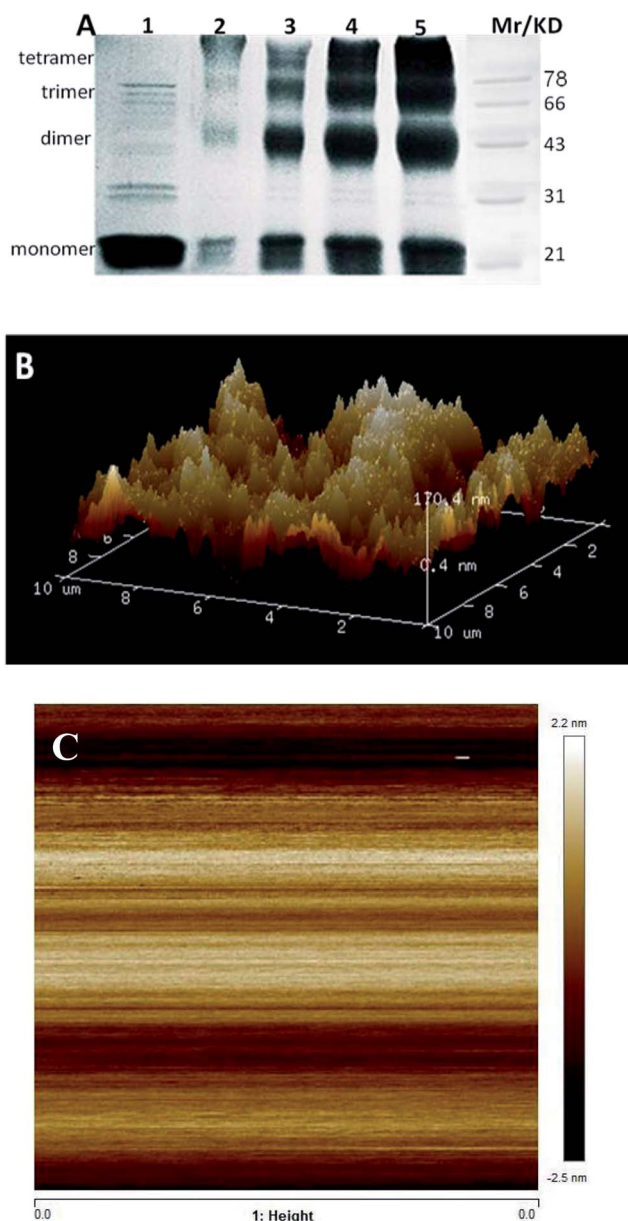 A 1 2 3 4 5 Mr/KD
tetramer
78
trimer
66
dimer
43
31
monomer
21
B
170.4 nm
0.4 nm
6
8
10 um
8
6
4
2
10 um
8
6
4
2
C
2.2 nm
-2.5 nm
0.0 1: Height 0.0